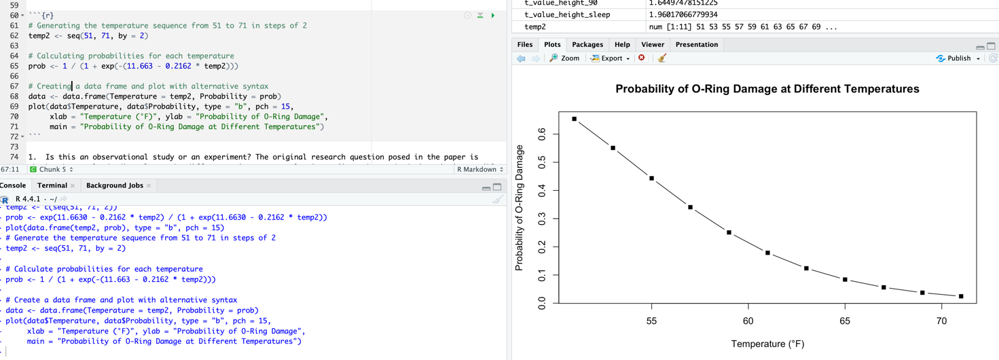 59
60 ```{r}
61 # Generating the temperature sequence from 51 to 71 in steps of 2
62 temp2 <- seq(51, 71, by = 2)
63
64 # Calculating probabilities for each temperature
65 prob <- 1 / (1 + exp(-(11.663 - 0.2162 * temp2)))
66
67 # Creating a data frame and plot with alternative syntax
68 data <- data.frame(Temperature = temp2, Probability = prob)
69 plot(data$Temperature, data$Probability, type = "b", pch = 15,
70 xlab = "Temperature (°F)", ylab = "Probability of O-Ring Damage",
71 main = "Probability of O-Ring Damage at Different Temperatures")
72 ```
73
74 1. Is this an observational study or an experiment? The original research question posed in the paper is
67:11 C Chunk 5 R Markdown
Console Terminal Background Jobs
R R 4.4.1 · ~/
temp2 <- c(seq(51, 71, 2))
prob <- exp(11.6630 - 0.2162 * temp2) / (1 + exp(11.6630 - 0.2162 * temp2))
plot(data.frame(temp2, prob), type = "b", pch = 15)
# Generate the temperature sequence from 51 to 71 in steps of 2
temp2 <- seq(51, 71, by = 2)
# Calculate probabilities for each temperature
prob <- 1 / (1 + exp(-(11.663 - 0.2162 * temp2)))
# Create a data frame and plot with alternative syntax
data <- data.frame(Temperature = temp2, Probability = prob)
plot(data$Temperature, data$Probability, type = "b", pch = 15,
xlab = "Temperature (°F)", ylab = "Probability of O-Ring Damage",
main = "Probability of O-Ring Damage at Different Temperatures")
t_value_height_90 1.64497478151225
t_value_height_sleep 1.96017066779934
temp2 num [1:11] 51 53 55 57 59 61 63 65 67 69 ...
Files Plots Packages Help Viewer Presentation
Zoom Export Publish
Probability of O-Ring Damage at Different Temperatures
Probability of O-Ring Damage
0.6
0.5
0.4
0.3
0.2
0.1
0.0
55 60 65 70
Temperature (°F)